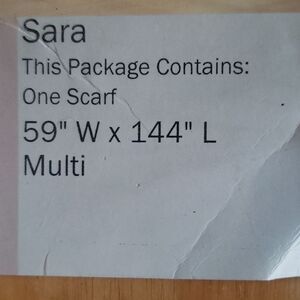 Sara
This Package Contains:
One Scarf
59" W x 144" L
Multi